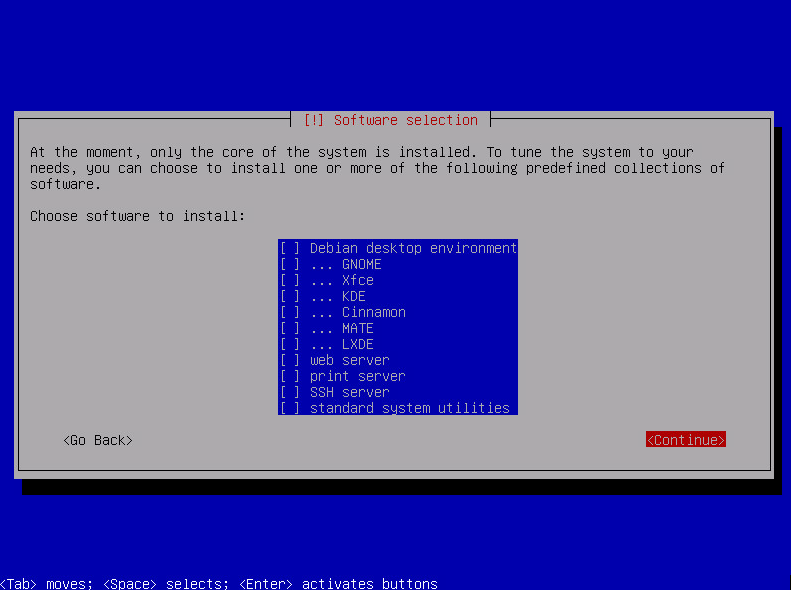 [!] Software selection
At the moment, only the core of the system is installed. To tune the system to your
needs, you can choose to install one or more of the following predefined collections of
software.
Choose software to install:
[ ] Debian desktop environment
[ ] ... GNOME
[ ] ... Xfce
[ ] ... KDE
[ ] ... Cinnamon
[ ] ... MATE
[ ] ... LXDE
[ ] web server
[ ] print server
[ ] SSH server
[ ] standard system utilities
<Go Back> <Continue>
<Tab> moves; <Space> selects; <Enter> activates buttons